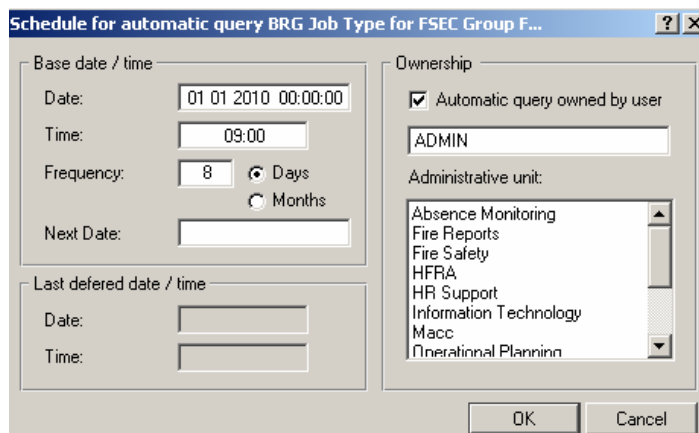 Schedule for automatic query BRG Job Type for FSEC Group F...
Base date / time
Date: 01 01 2010 00:00:00
Time: 09:00
Frequency: 8 Days
Months
Next Date:
Last defered date / time
Date:
Time:
Ownership
Automatic query owned by user
ADMIN
Administrative unit:
Absence Monitoring
Fire Reports
Fire Safety
HFRA
HR Support
Information Technology
Macc
Operational Planning
OK Cancel